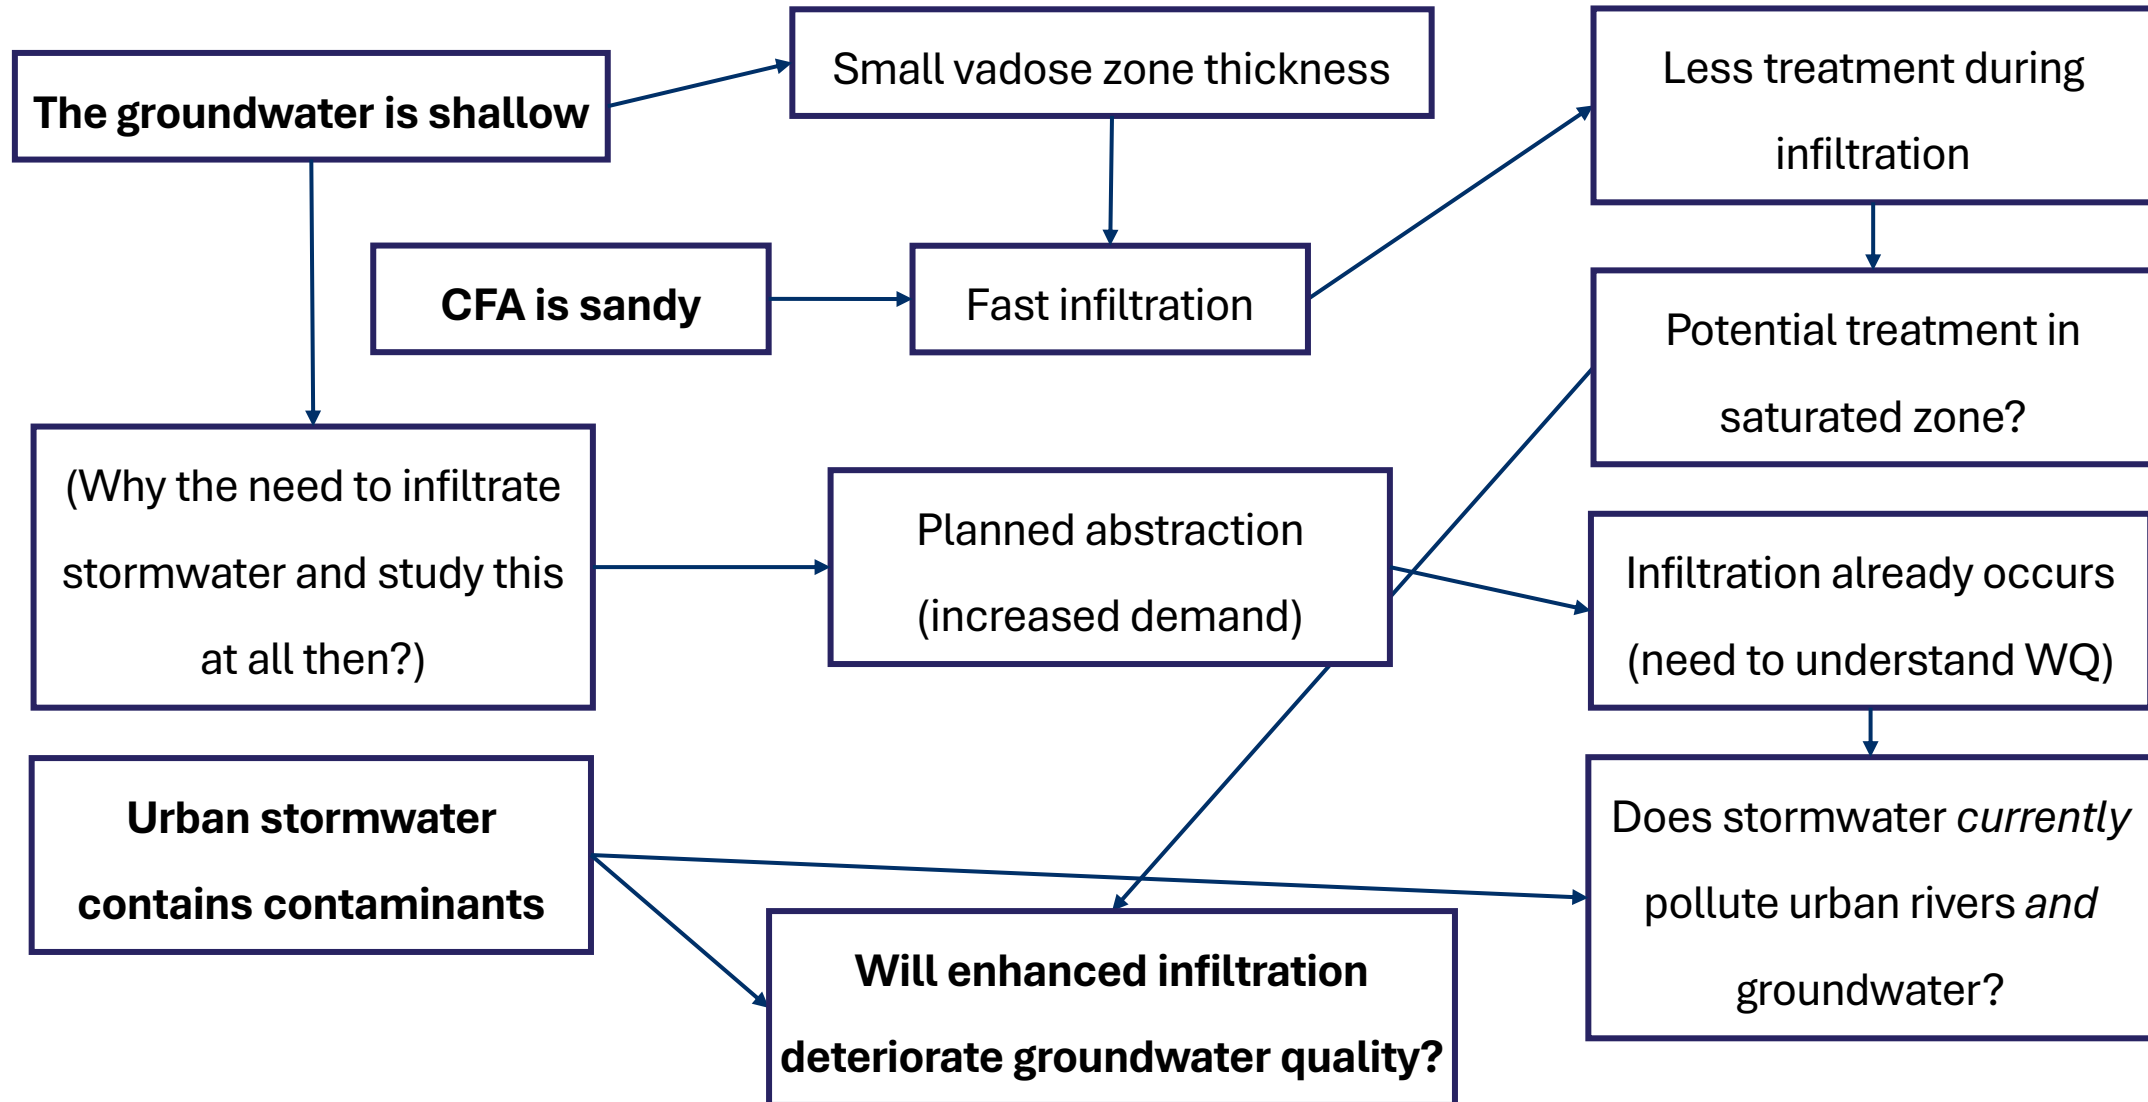 The groundwater is shallow
Small vadose zone thickness
Less treatment during
infiltration
CFA is sandy
Fast infiltration
Potential treatment in
saturated zone?
(Why the need to infiltrate
stormwater and study this
at all then?)
Planned abstraction
(increased demand)
Infiltration already occurs
(need to understand WQ)
Urban stormwater
contains contaminants
Does stormwater currently
pollute urban rivers and
groundwater?
Will enhanced infiltration
deteriorate groundwater quality?